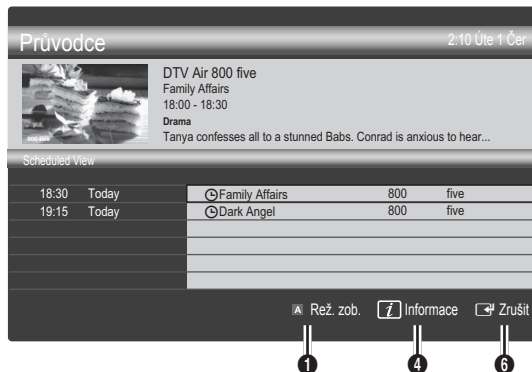 Průvodce 2:10 Úte 1 Čer
DTV Air 800 five
Family Affairs
18:00 - 18:30
Drama
Tanya confesses all to a stunned Babs. Conrad is anxious to hear...
800 five
Scheduled View
18:30 Today Family Affairs 800 five
19:15 Today Dark Angel 800 five
A Rež. zob. i Informace Zrušit
1 4 6